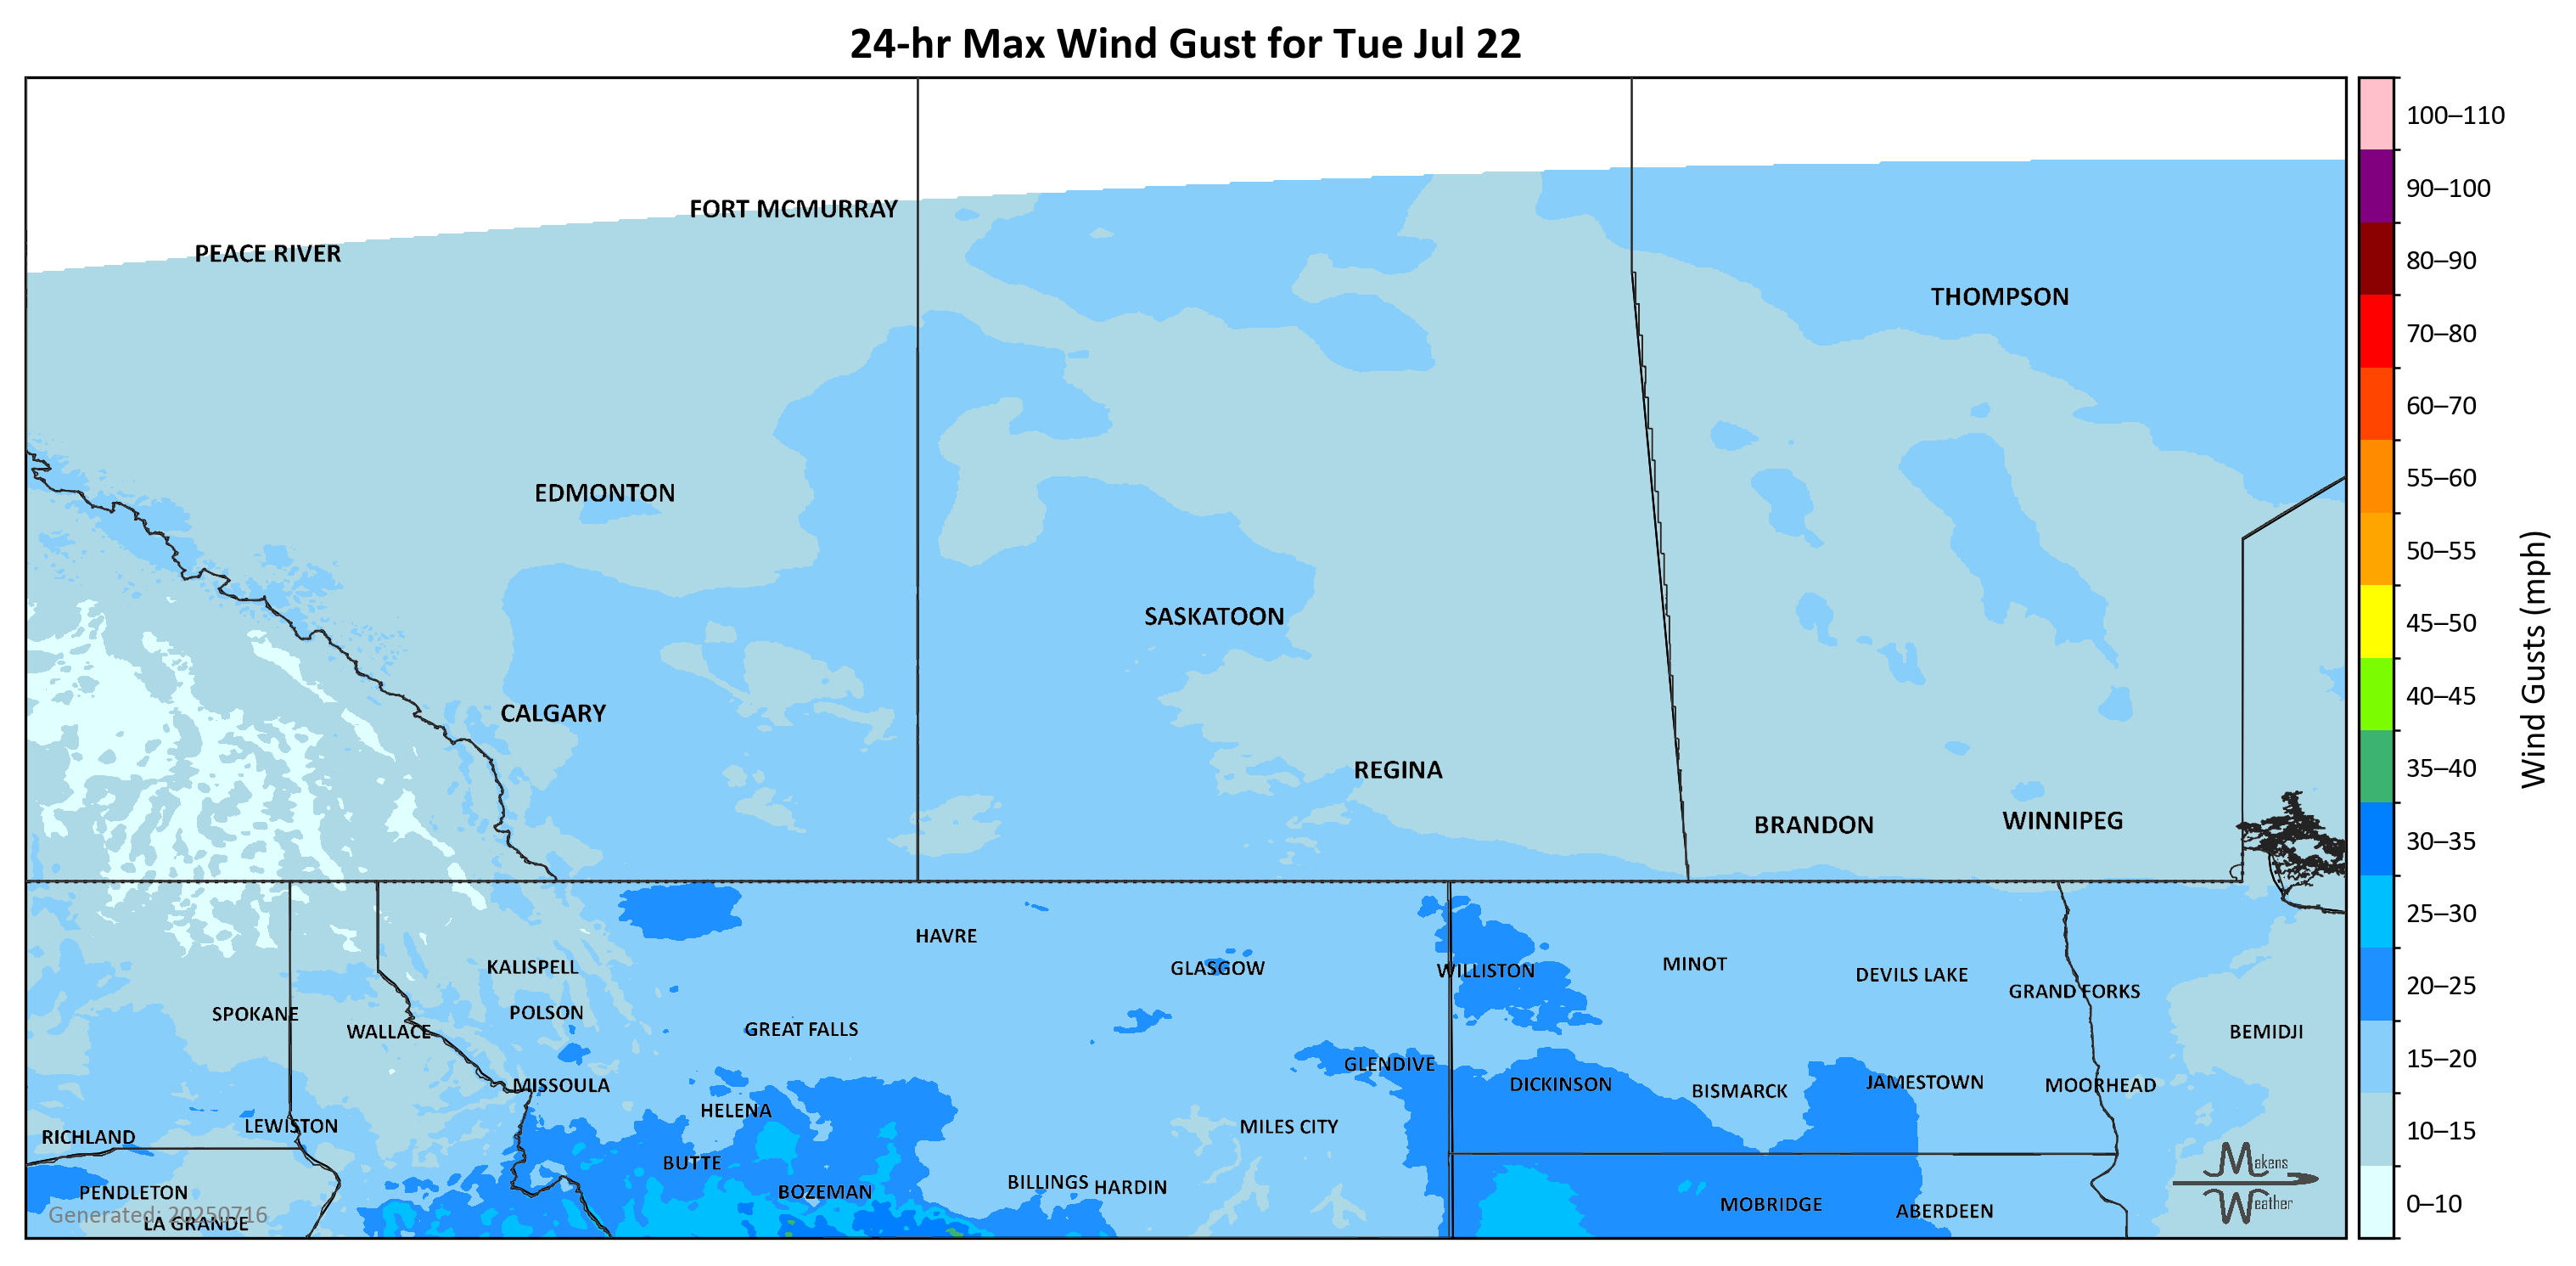 24-hr Max Wind Gust for Tue Jul 22
FORT MCMURRAY
PEACE RIVER
THOMPSON
EDMONTON
SASKATOON
CALGARY
REGINA
BRANDON
WINNIPEG
HAVRE
KALISPELL
GLASGOW
WILLISTON
MINOT
DEVILS LAKE
GRAND FORKS
SPOKANE
POLSON
WALLACE
GREAT FALLS
BEMIDJI
GLENDIVE
MISSOULA
DICKINSON
BISMARCK
JAMESTOWN
MOORHEAD
HELENA
LEWISTON
MILES CITY
RICHLAND
BUTTE
BOZEMAN
BILLINGS
HARDIN
PENDLETON
MOBRIDGE
ABERDEEN
Generated: 20250716
LA GRANDE
Makens
Weather
100–110
90–100
80–90
70–80
60–70
55–60
50–55
45–50
40–45
35–40
30–35
25–30
20–25
15–20
10–15
0–10
Wind Gusts (mph)